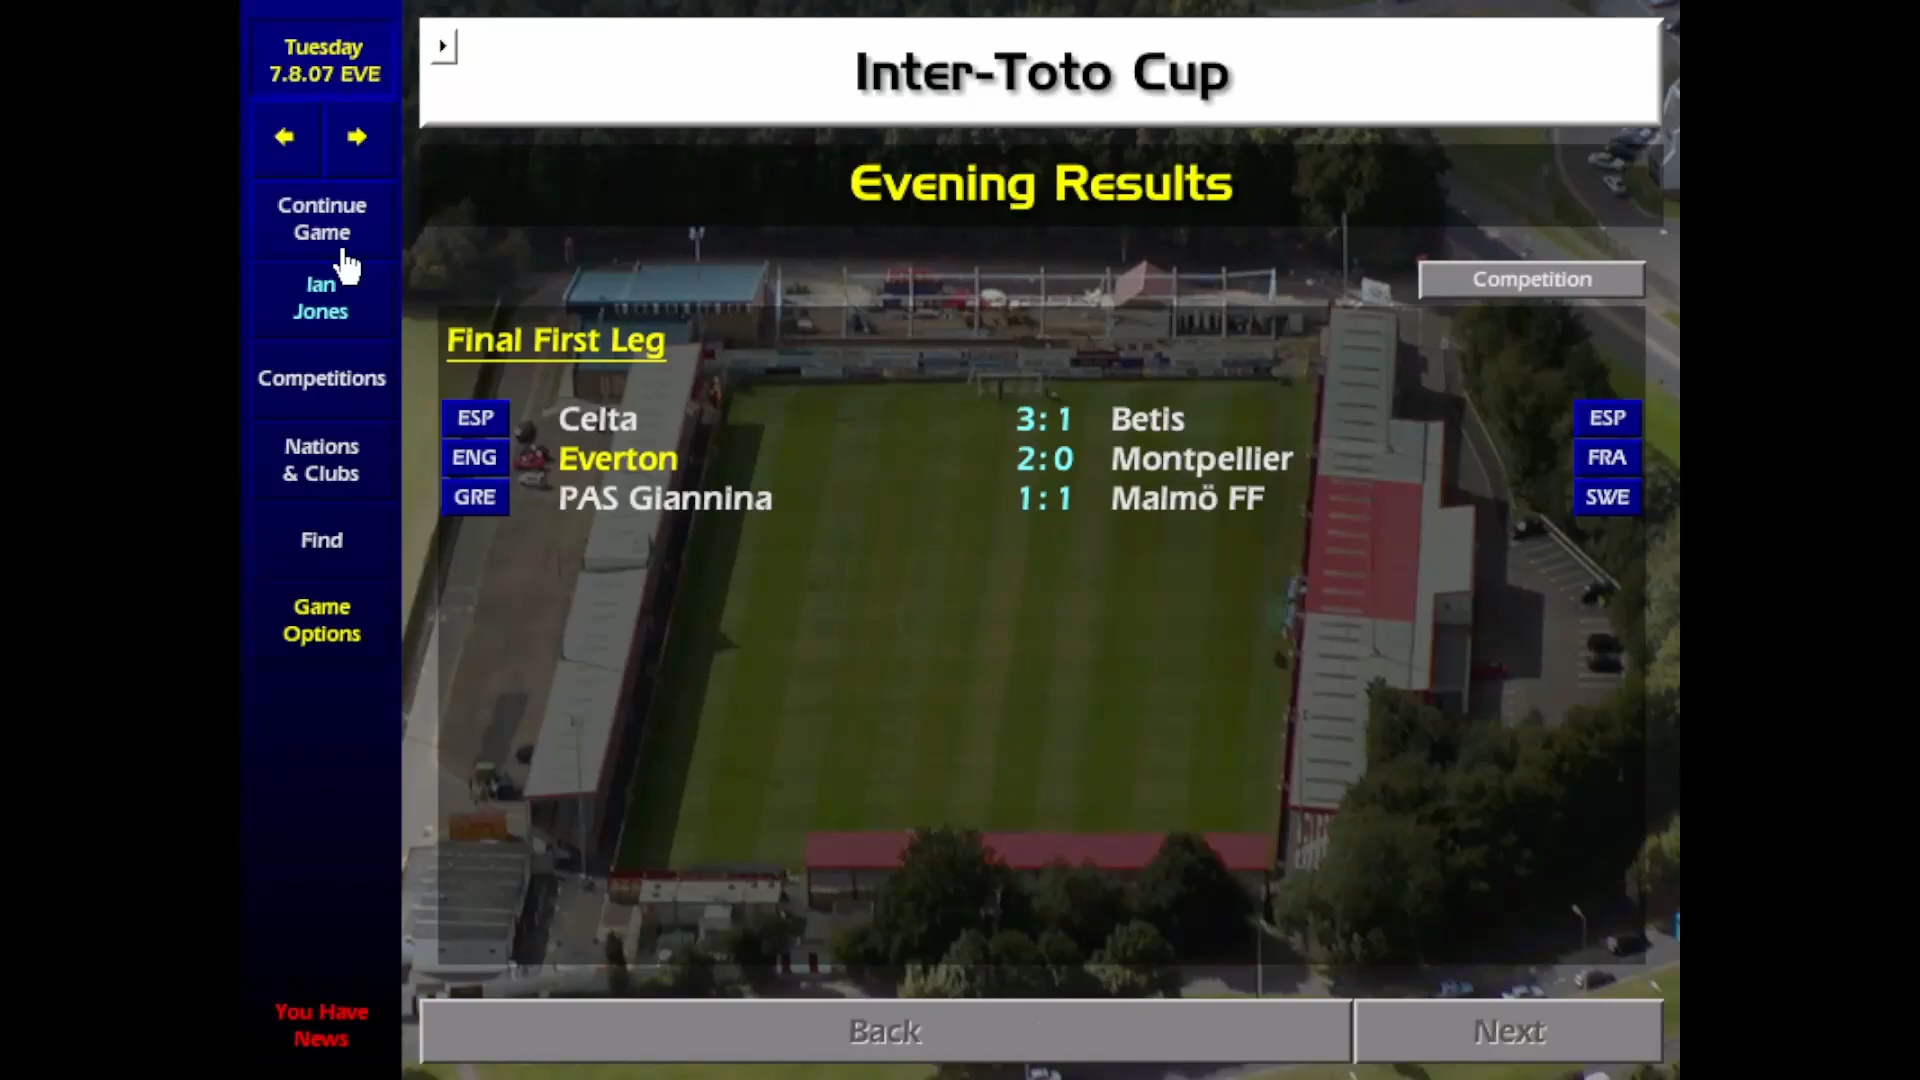 Tuesday
7.8.07 EVE
Continue
Game
Ian
Jones
Competitions
Nations
& Clubs
Find
Game
Options
You Have
News
Inter-Toto Cup
Evening Results
Competition
Final First Leg
ESP Celta 3:1 Betis ESP
ENG Everton 2:0 Montpellier FRA
GRE PAS Giannina 1:1 Malmö FF SWE
Back
Next